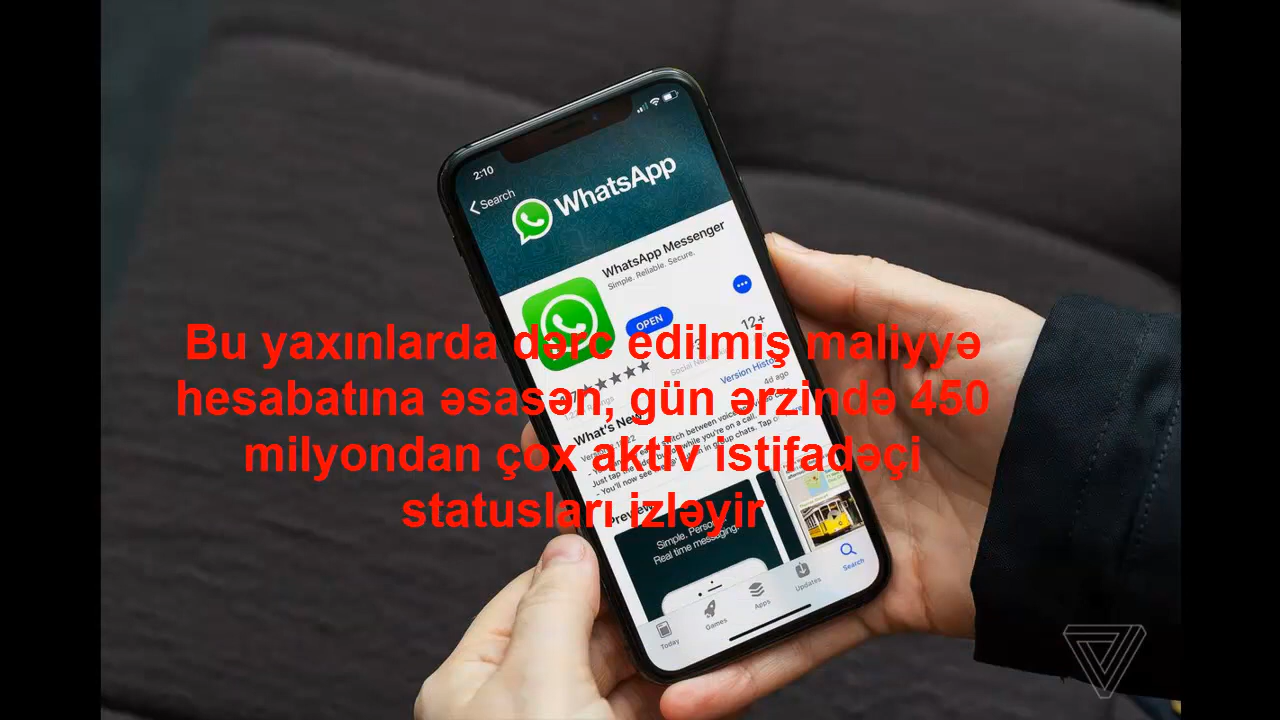 2:10
Search
WhatsApp
WhatsApp Messenger
Simple. Reliable. Secure.
OPEN
12+
Bu yaxınlarda dərc edilmiş maliyyə
hesabatına əsasən, gün ərzində 450
milyondan çox aktiv istifadəçi
statusları izləyir
Version History
4d ago
What's New
Preview
Simple. Personal.
Real time messaging.
Today
Games
Apps
Updates
Search